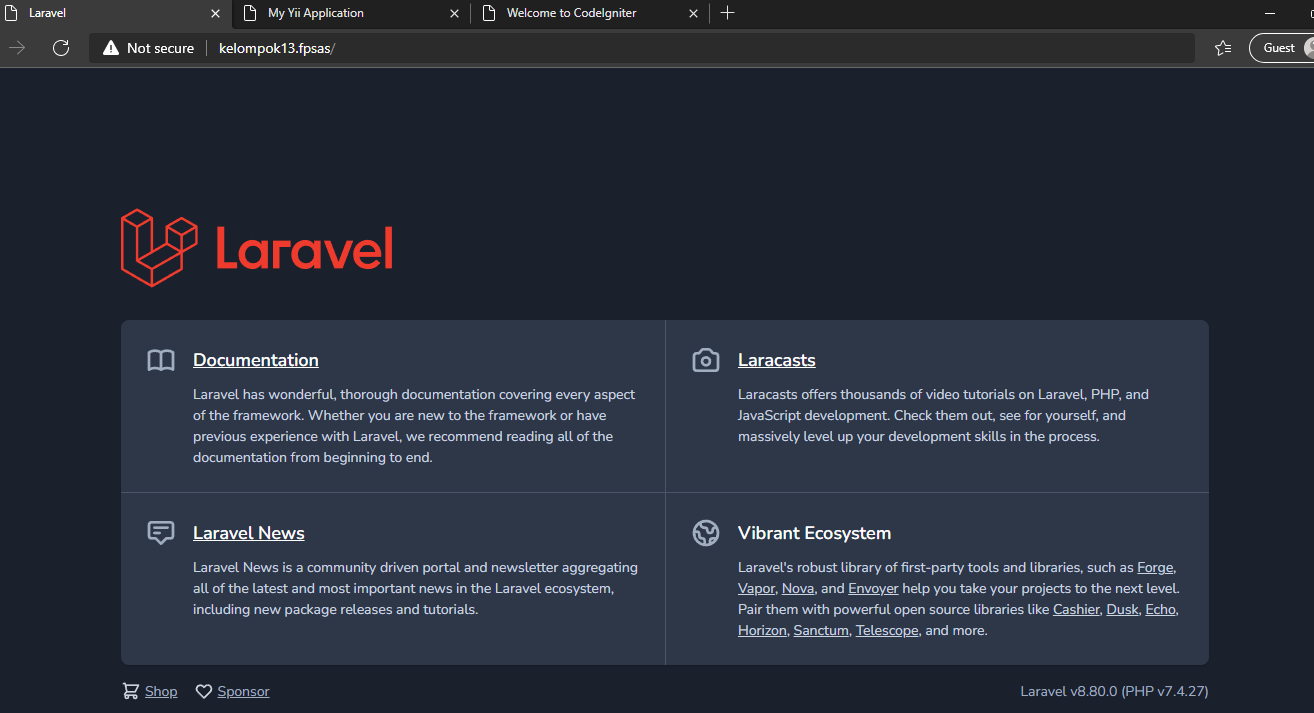 Laravel
My Yii Application
Welcome to CodeIgniter
Not secure
kelompok13.fpsas/
Guest
Laravel
Documentation
Laravel has wonderful, thorough documentation covering every aspect
of the framework. Whether you are new to the framework or have
previous experience with Laravel, we recommend reading all of the
documentation from beginning to end.
Laracasts
Laracasts offers thousands of video tutorials on Laravel, PHP, and
JavaScript development. Check them out, see for yourself, and
massively level up your development skills in the process.
Laravel News
Laravel News is a community driven portal and newsletter aggregating
all of the latest and most important news in the Laravel ecosystem,
including new package releases and tutorials.
Vibrant Ecosystem
Laravel's robust library of first-party tools and libraries, such as Forge,
Vapor, Nova, and Envoyer help you take your projects to the next level.
Pair them with powerful open source libraries like Cashier, Dusk, Echo,
Horizon, Sanctum, Telescope, and more.
Shop
Sponsor
Laravel v8.80.0 (PHP v7.4.27)